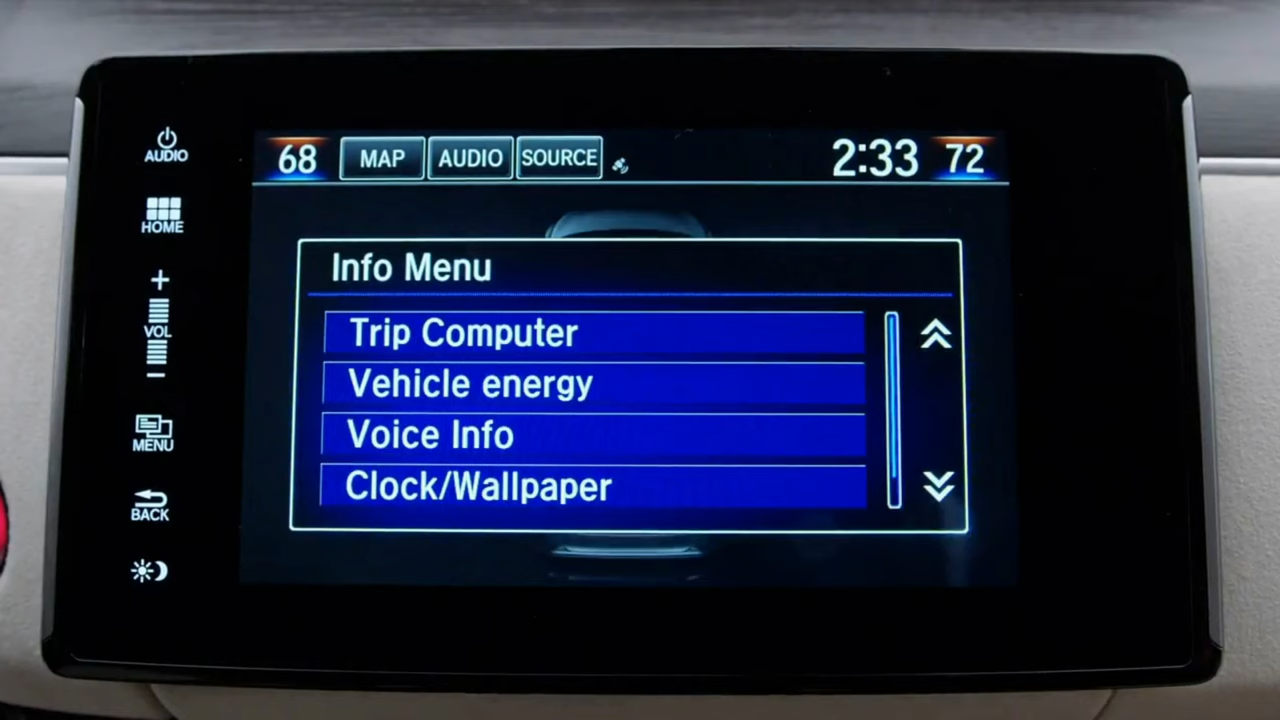 AUDIO
HOME
+
VOL
−
MENU
BACK
68 MAP AUDIO SOURCE 2:33 72
Info Menu
Trip Computer
Vehicle energy
Voice Info
Clock/Wallpaper